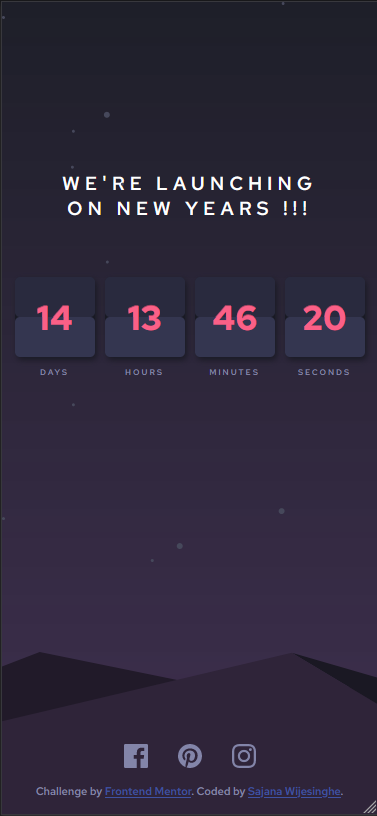 WE'RE LAUNCHING
ON NEW YEARS !!!
14 13 46 20
DAYS HOURS MINUTES SECONDS
Challenge by Frontend Mentor. Coded by Sajana Wijesinghe.